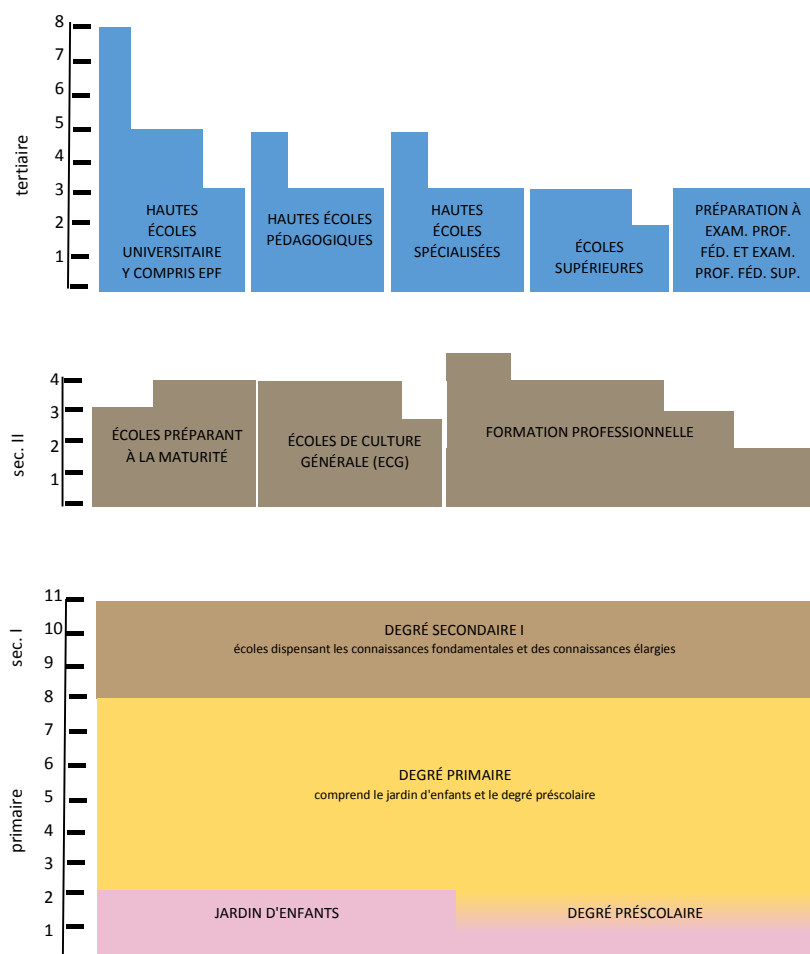 8
7
6
5
4
3
2
1
tertiaire
HAUTES
ÉCOLES
UNIVERSITAIRE
Y COMPRIS EPF
HAUTES ÉCOLES
PÉDAGOGIQUES
HAUTES
ÉCOLES
SPÉCIALISÉES
ÉCOLES
SUPÉRIEURES
PRÉPARATION À
EXAM. PROF.
FÉD. ET EXAM.
PROF. FÉD. SUP.
4
3
2
1
sec. II
ÉCOLES PRÉPARANT
À LA MATURITÉ
ÉCOLES DE CULTURE
GÉNÉRALE (ECG)
FORMATION PROFESSIONNELLE
11
10
9
8
7
6
5
4
3
2
1
sec. I
primaire
DEGRÉ SECONDAIRE I
écoles dispensant les connaissances fondamentales et des connaissances élargies
DEGRÉ PRIMAIRE
comprend le jardin d'enfants et le degré préscolaire
JARDIN D'ENFANTS
DEGRÉ PRÉSCOLAIRE